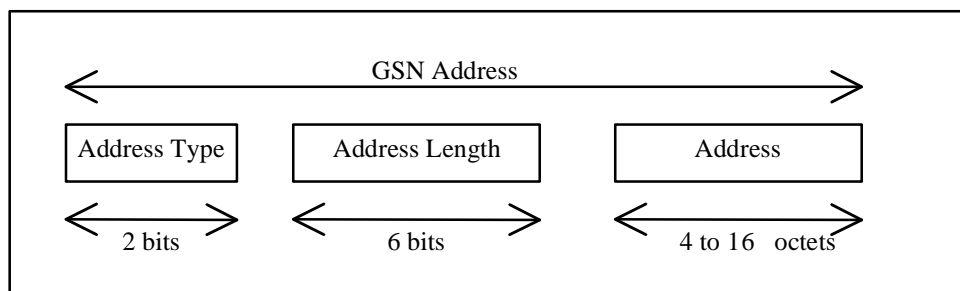 GSN Address
Address Type
Address Length
Address
2 bits
6 bits
4 to 16 octets